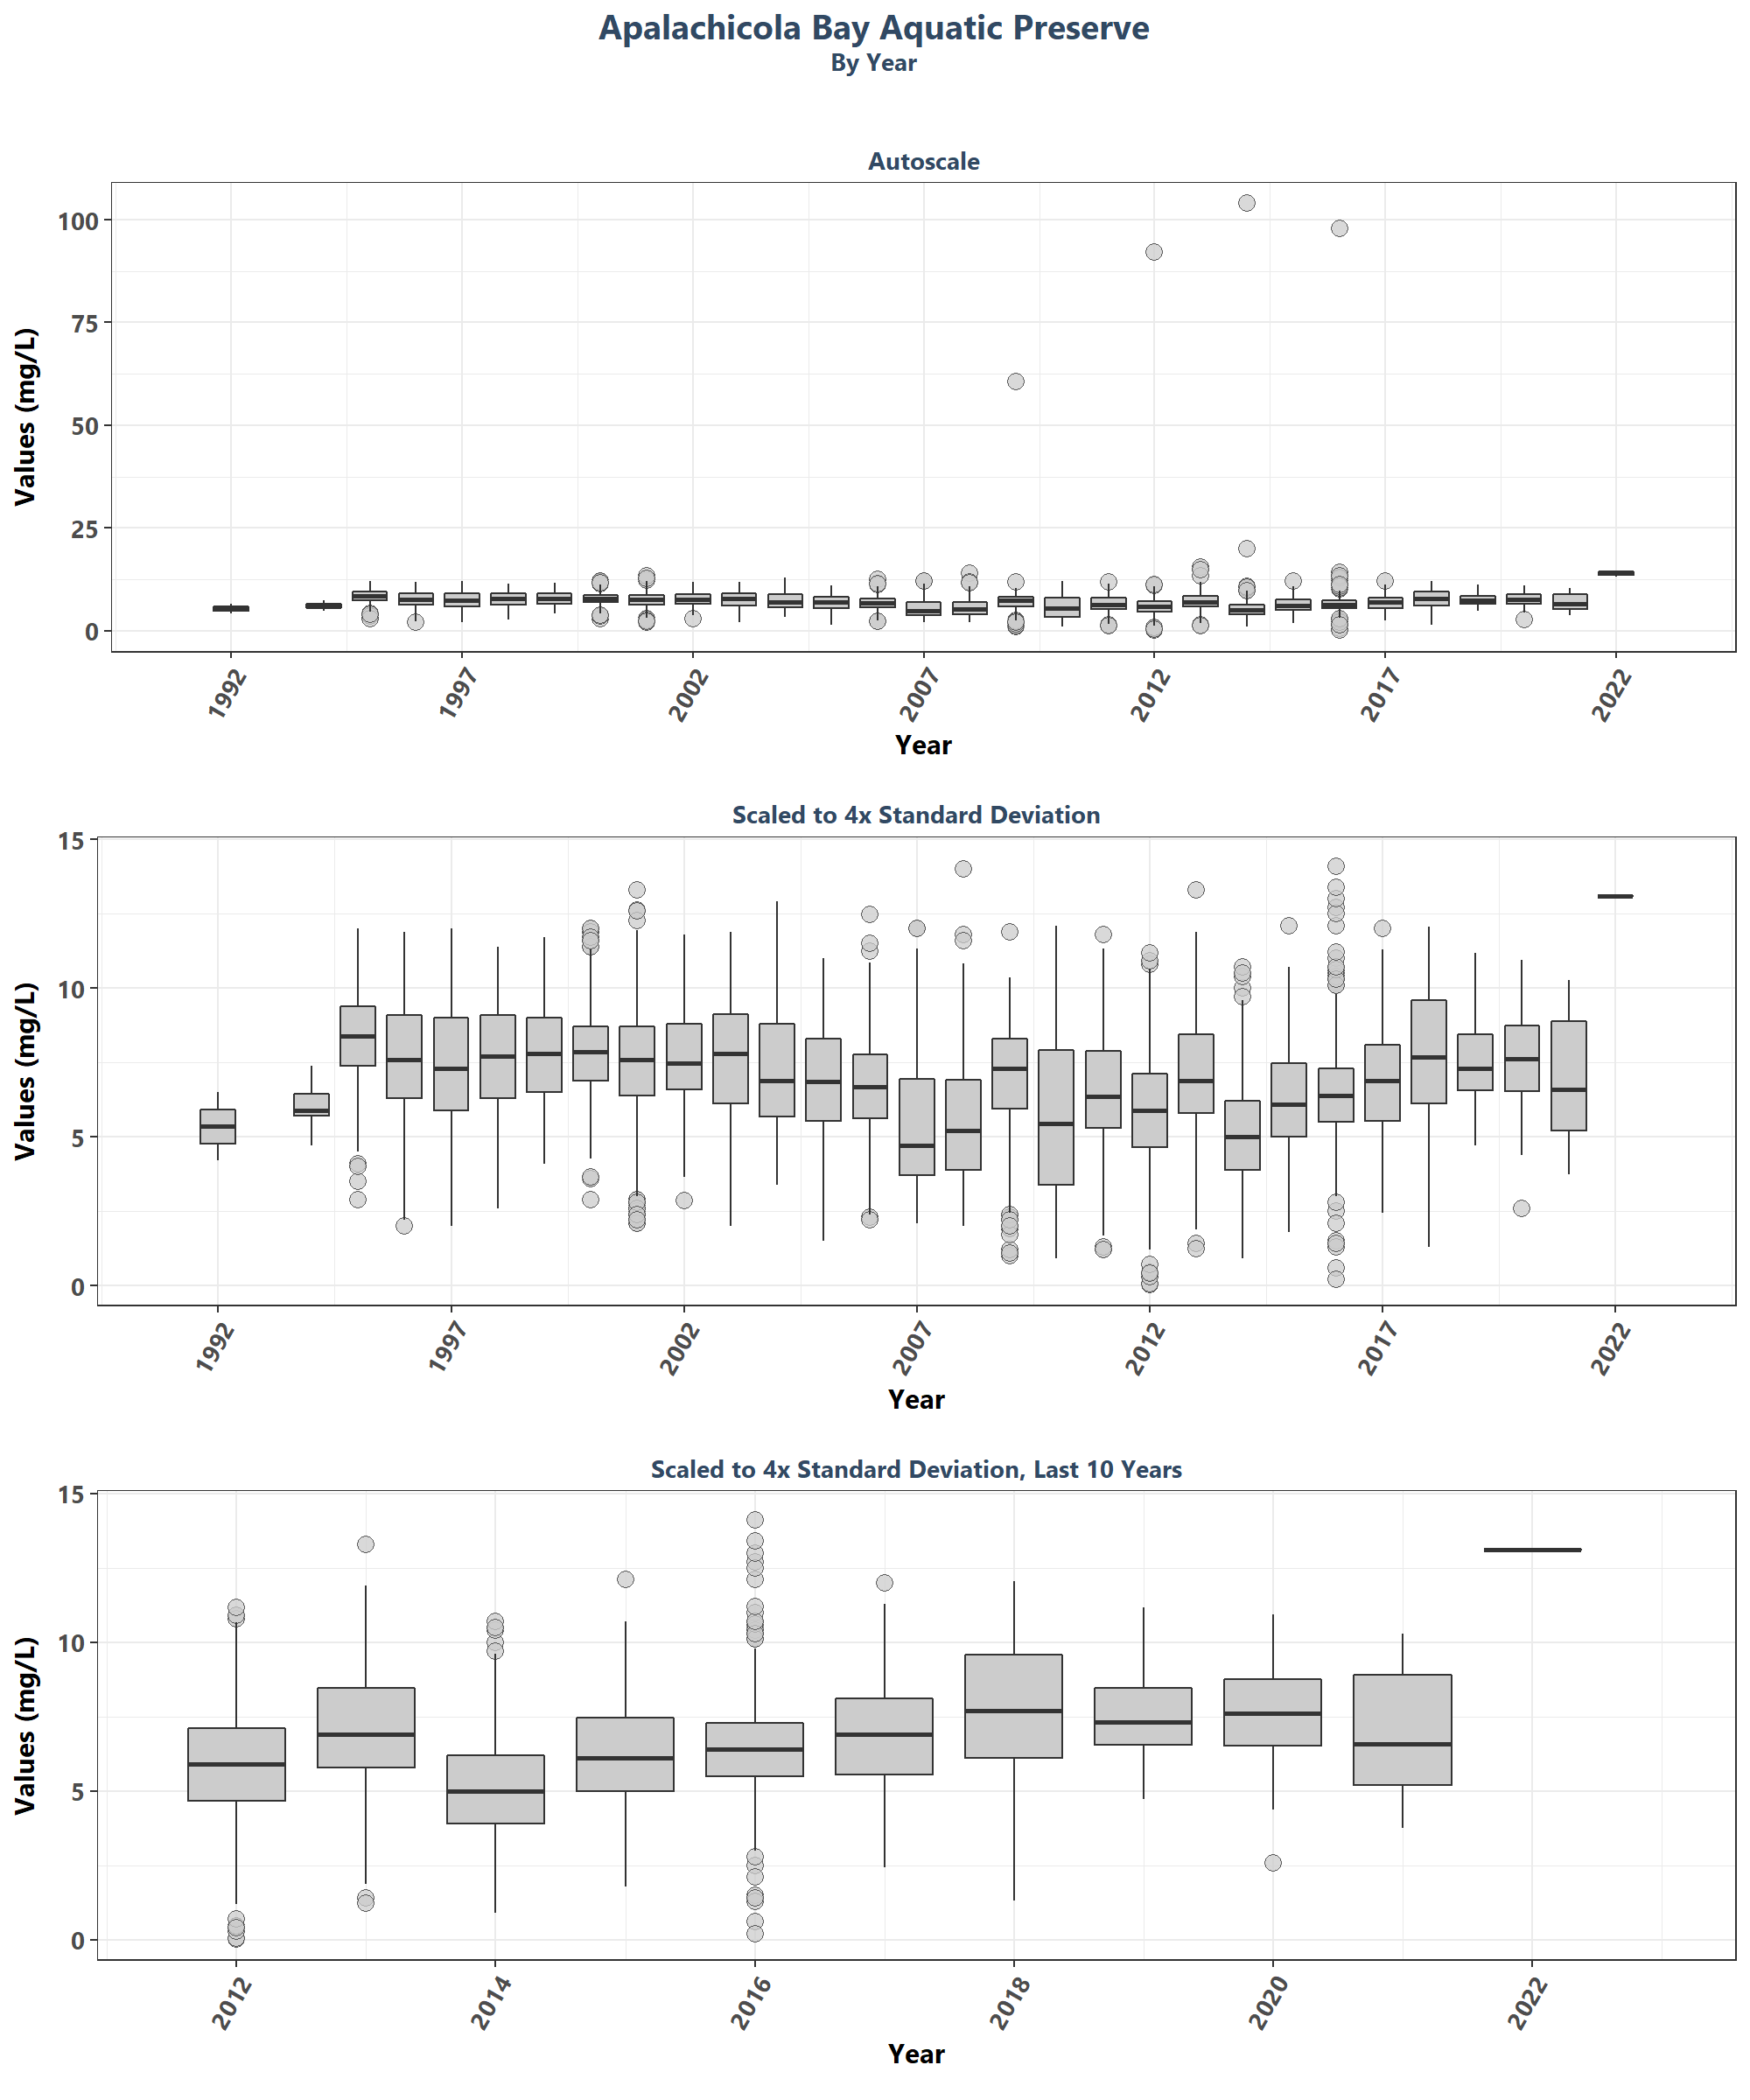 Apalachicola Bay Aquatic Preserve
By Year
Autoscale
Values (mg/L)
100
75
50
25
0
1992 1997 2002 2007 2012 2017 2022
Year
Scaled to 4x Standard Deviation
Values (mg/L)
15
10
5
0
1992 1997 2002 2007 2012 2017 2022
Year
Scaled to 4x Standard Deviation, Last 10 Years
Values (mg/L)
15
10
5
0
2012 2014 2016 2018 2020 2022
Year